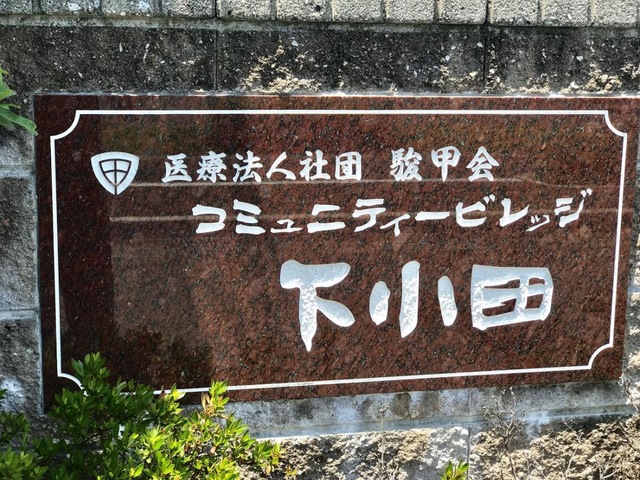 医療法人社団 駿甲会
コミュニティービレッジ
下小田